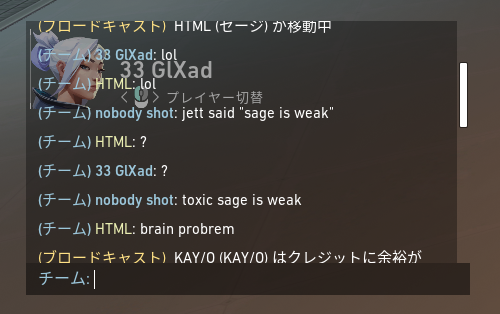 (ブロードキャスト) HTML (セージ) が移動中
(チーム) 33 GlXad: lol
33 GlXad
(チーム) HTML: lol
< > プレイヤー切替
(チーム) nobody shot: jett said "sage is weak"
(チーム) HTML: ?
(チーム) 33 GlXad: ?
(チーム) nobody shot: toxic sage is weak
(チーム) HTML: brain probrem
(ブロードキャスト) KAY/O (KAY/O) はクレジットに余裕が
チーム: